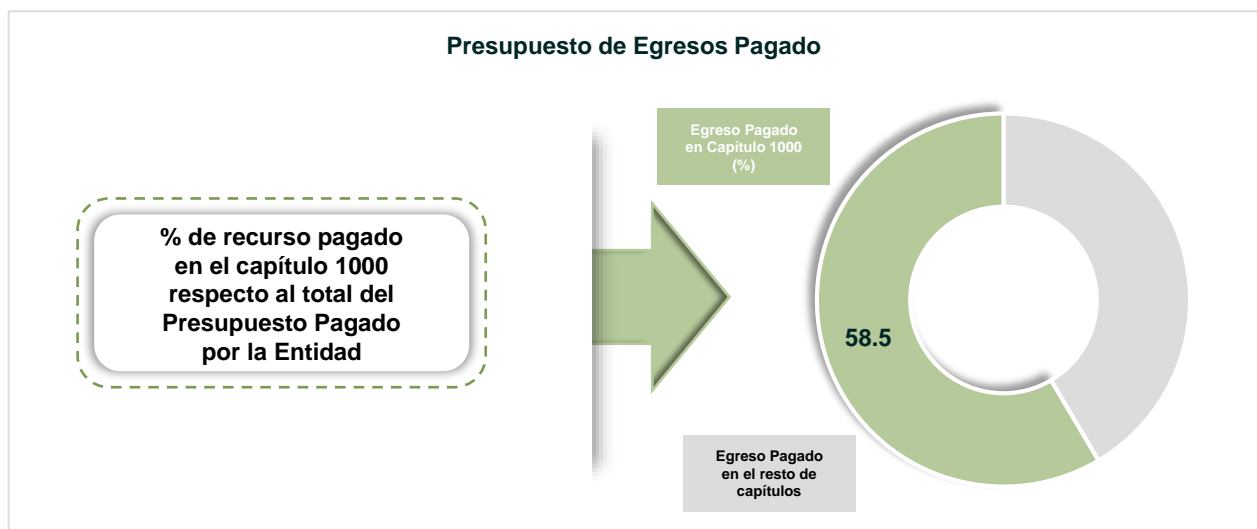 Presupuesto de Egresos Pagado
Egreso Pagado
en Capítulo 1000
(%)
% de recurso pagado
en el capítulo 1000
respecto al total del
Presupuesto Pagado
por la Entidad
58.5
Egreso Pagado
en el resto de
capítulos